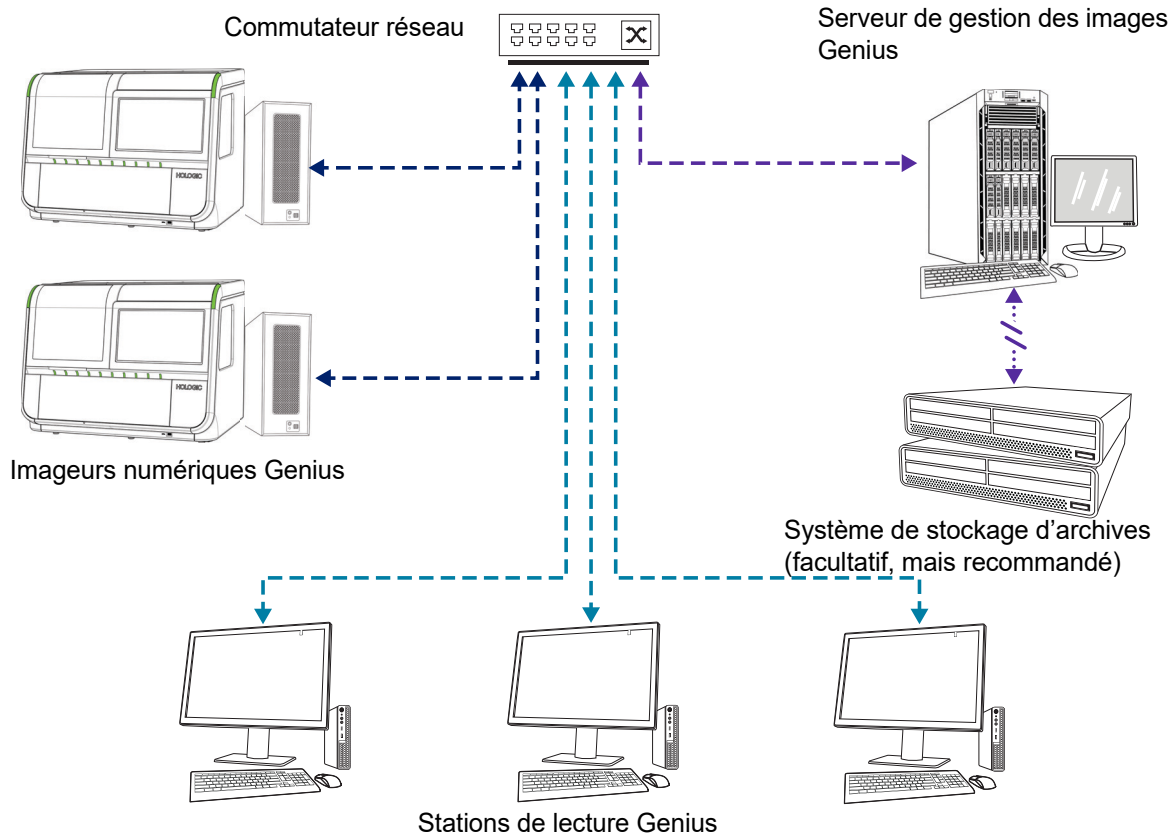 Commutateur réseau
Serveur de gestion des images
Genius
HOLOGIC
HOLOGIC
Imageurs numériques Genius
Système de stockage d’archives
(facultatif, mais recommandé)
Stations de lecture Genius